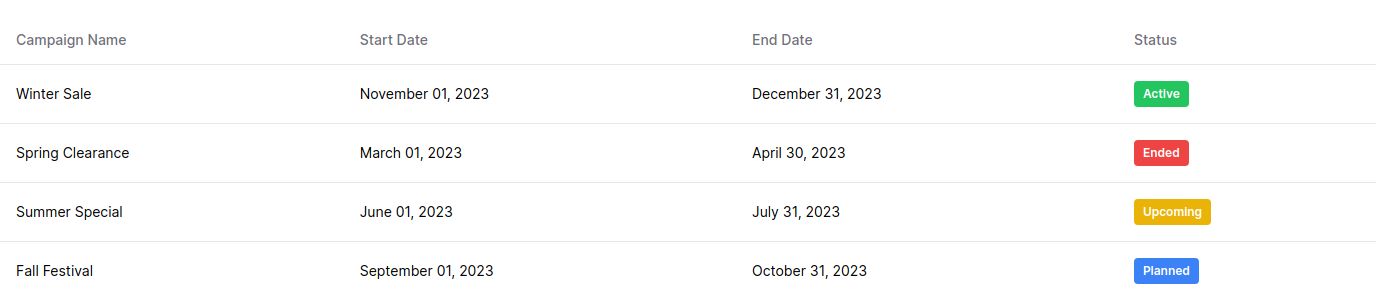 Campaign Name Start Date End Date Status
Winter Sale November 01, 2023 December 31, 2023 Active
Spring Clearance March 01, 2023 April 30, 2023 Ended
Summer Special June 01, 2023 July 31, 2023 Upcoming
Fall Festival September 01, 2023 October 31, 2023 Planned